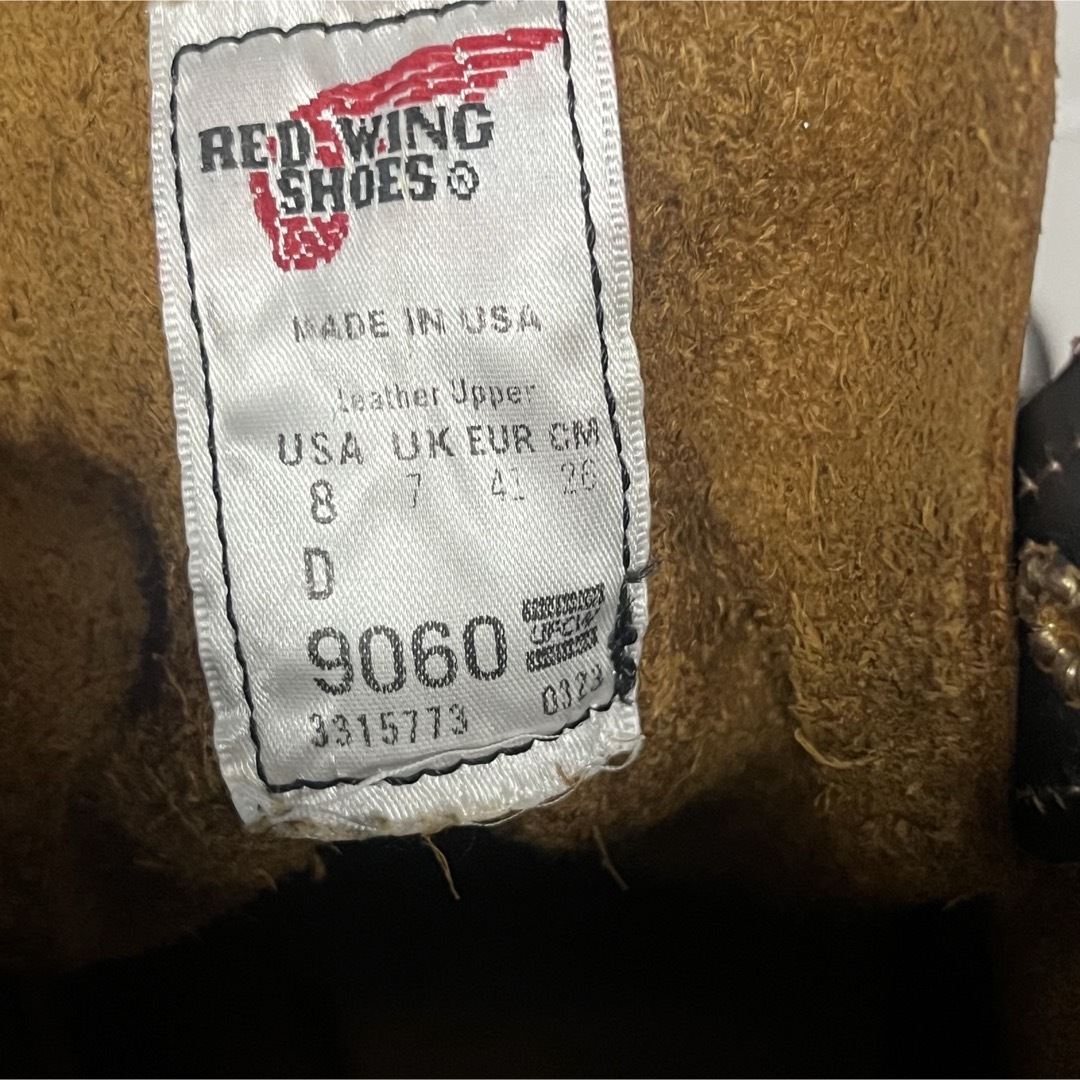 RED WING
SHOES ®
MADE IN USA
Leather Upper
USA UK EUR CM
8 7 41 26
D
9060 UFCW
3315773 0323